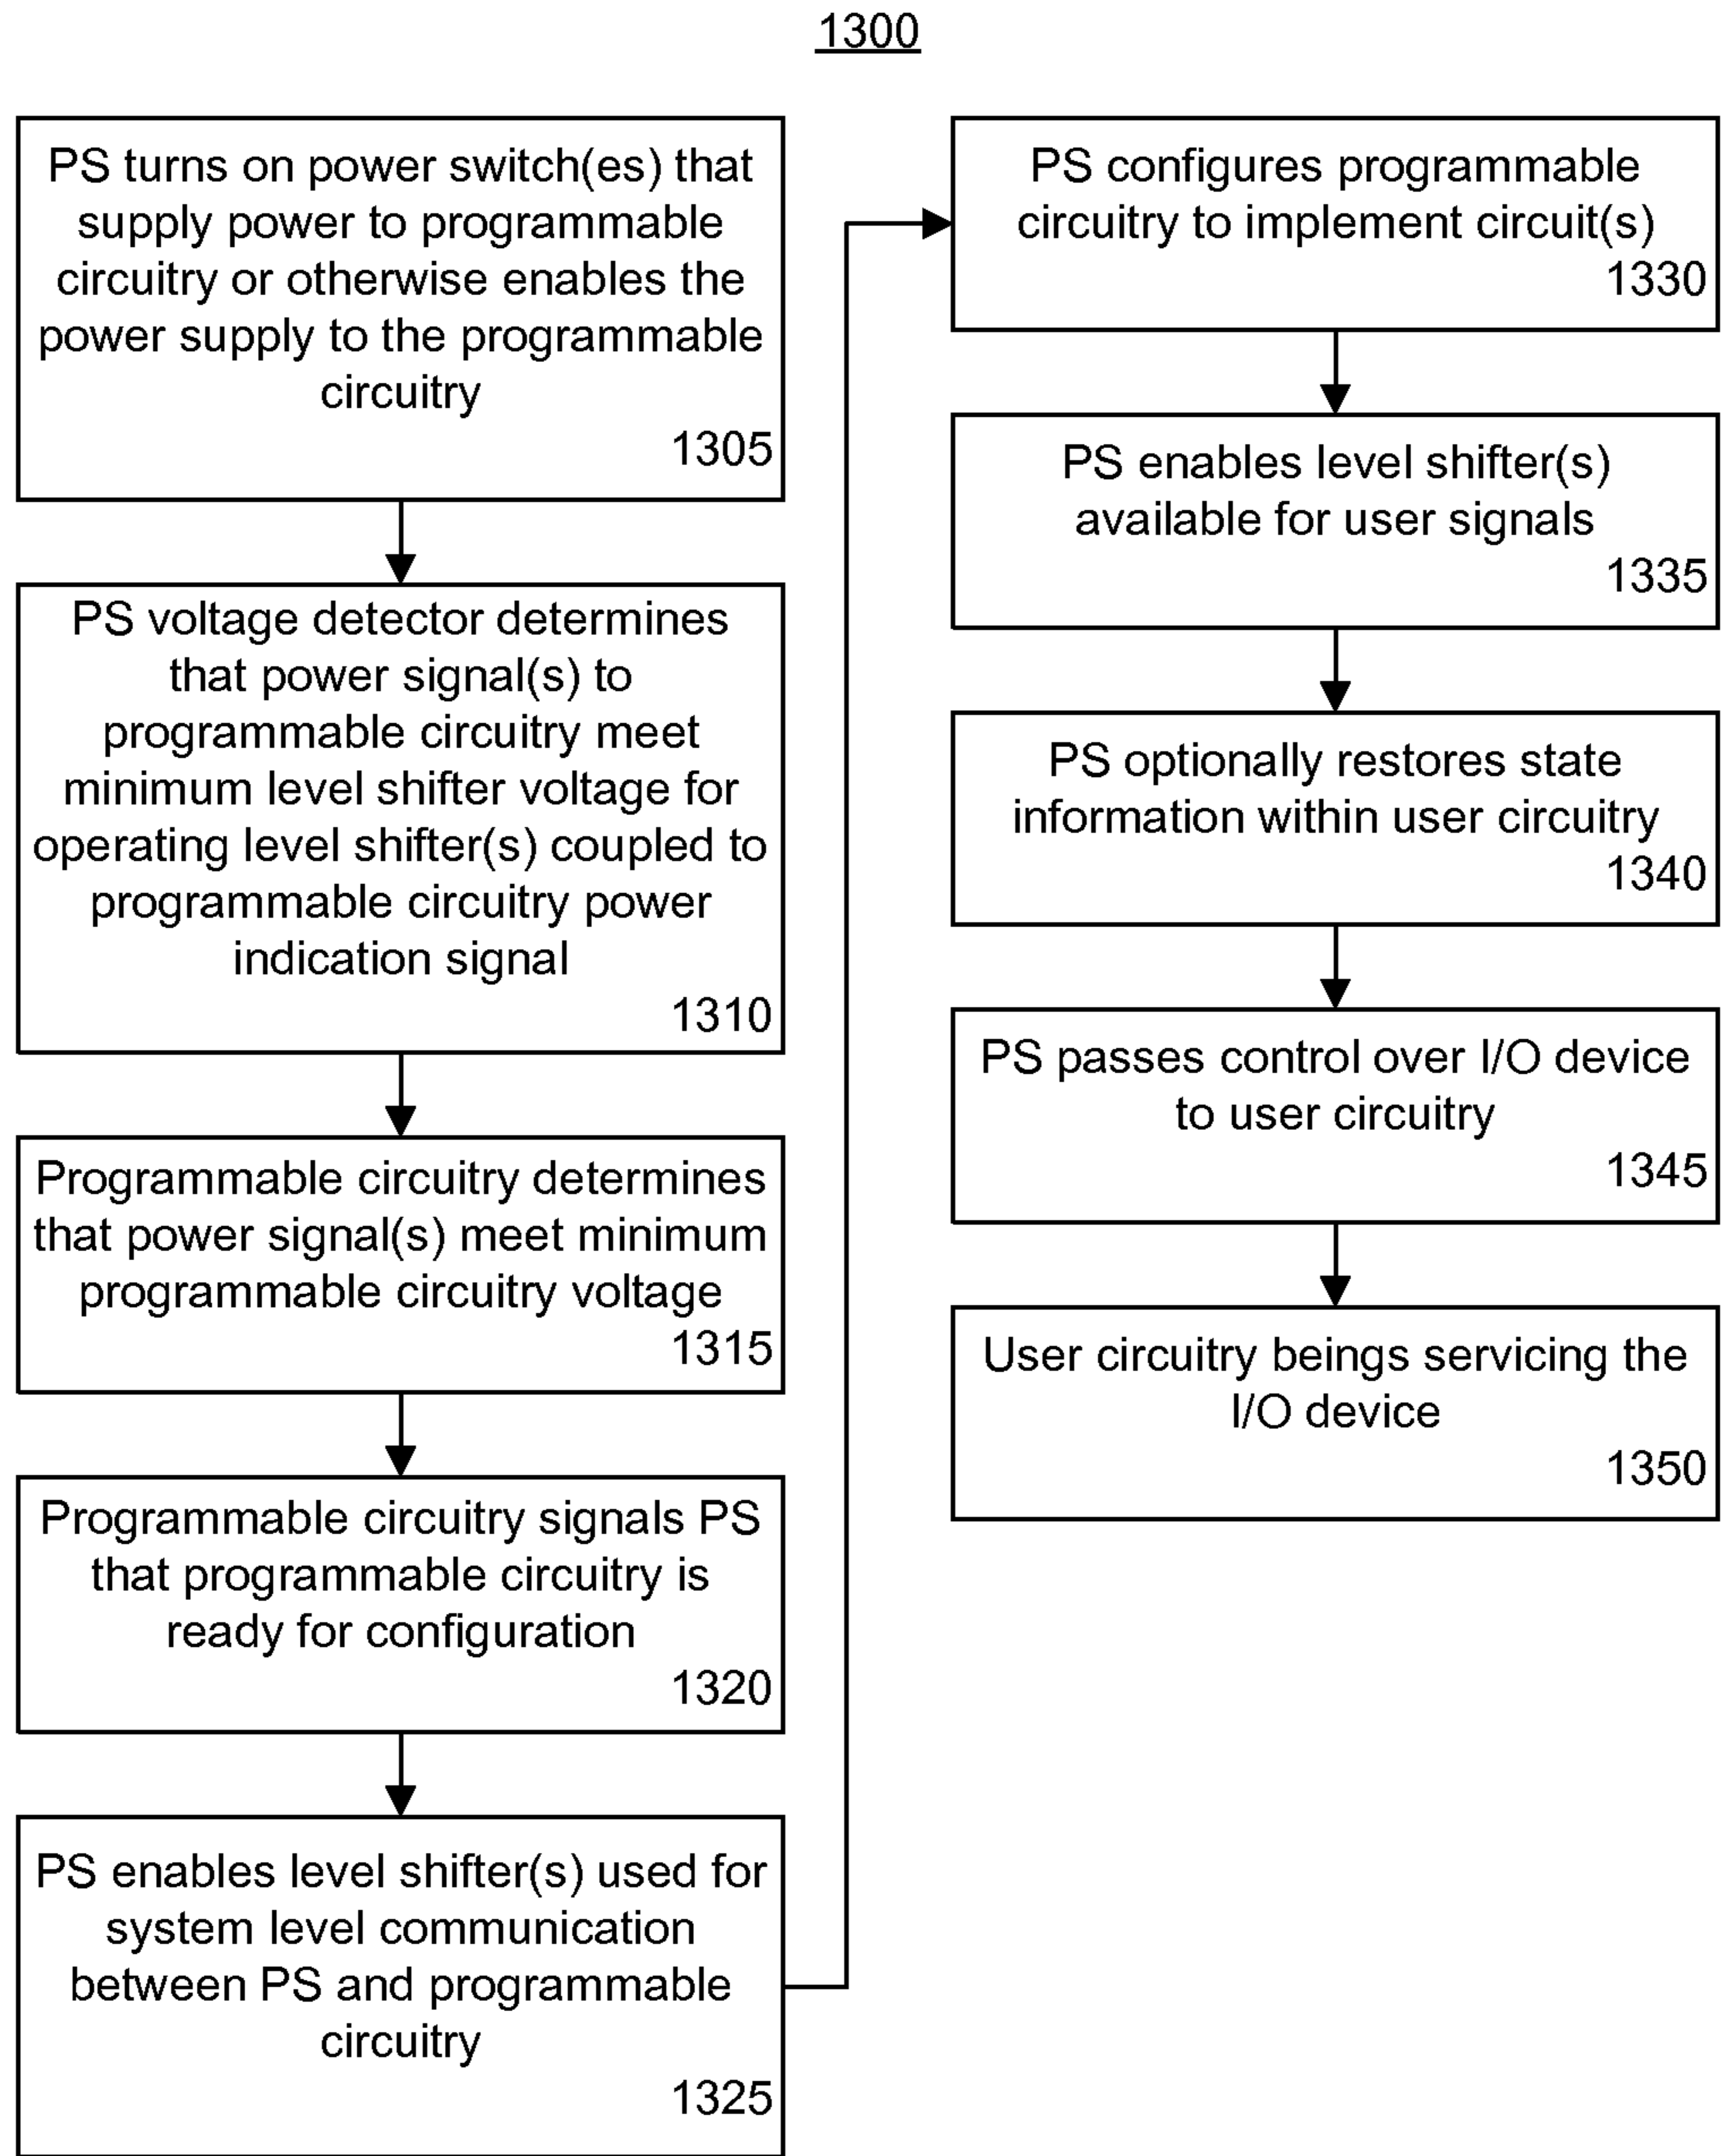 1300
PS turns on power switch(es) that
supply power to programmable
circuitry or otherwise enables the
power supply to the programmable
circuitry
1305
PS voltage detector determines
that power signal(s) to
programmable circuitry meet
minimum level shifter voltage for
operating level shifter(s) coupled to
programmable circuitry power
indication signal
1310
Programmable circuitry determines
that power signal(s) meet minimum
programmable circuitry voltage
1315
Programmable circuitry signals PS
that programmable circuitry is
ready for configuration
1320
PS enables level shifter(s) used for
system level communication
between PS and programmable
circuitry
1325
PS configures programmable
circuitry to implement circuit(s)
1330
PS enables level shifter(s)
available for user signals
1335
PS optionally restores state
information within user circuitry
1340
PS passes control over I/O device
to user circuitry
1345
User circuitry beings servicing the
I/O device
1350